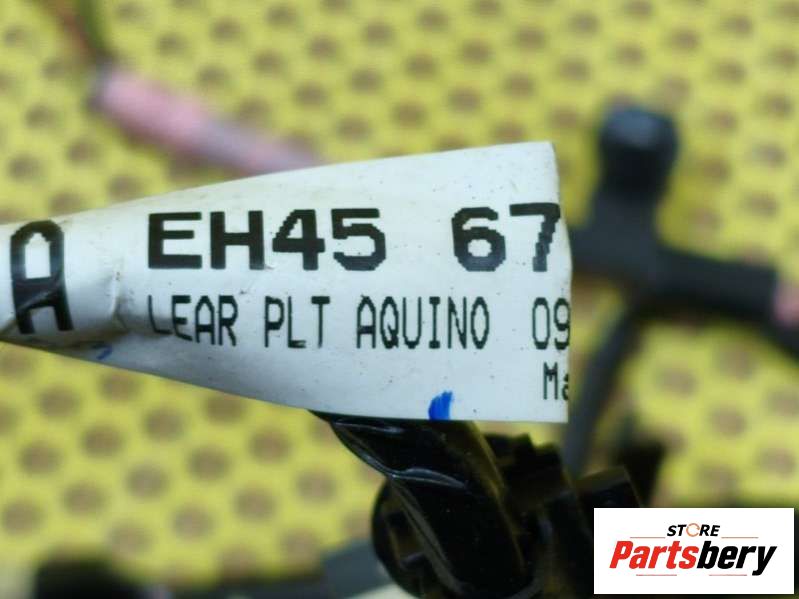 A
EH45 67
LEAR PLT AQUINO 09
Ma
STORE
Partsbery